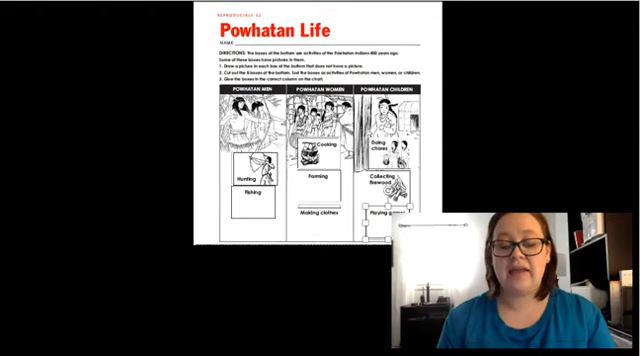 REPRODUCIBLE 12
Powhatan Life
NAME
DIRECTIONS: The boxes at the bottom are activities of the Powhatan Indians 400 years ago.
Some of these boxes have pictures in them.
1. Draw a picture in each box at the bottom that does not have a picture.
2. Cut out the 8 boxes at the bottom. Sort the boxes as activities of Powhatan men, women, or children.
3. Glue the boxes in the correct column on the chart.
POWHATAN MEN POWHATAN WOMEN POWHATAN CHILDREN
Cooking
Doing
chores
Hunting
Farming
Collecting
firewood
Fishing
Making clothes
Playing